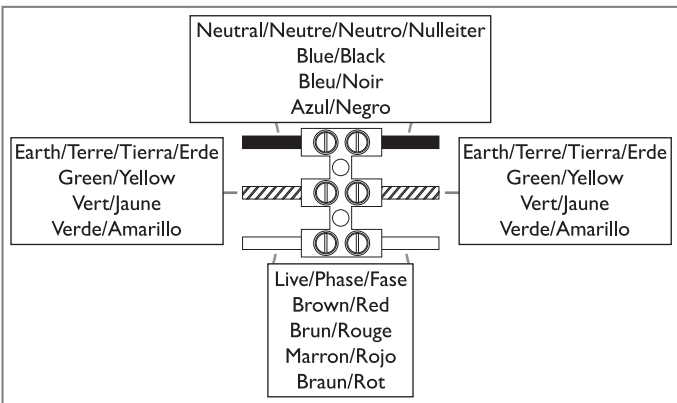 Neutral/Neutre/Neutro/Nulleiter
Blue/Black
Bleu/Noir
Azul/Negro
Earth/Terre/Tierra/Erde
Green/Yellow
Vert/Jaune
Verde/Amarillo
Earth/Terre/Tierra/Erde
Green/Yellow
Vert/Jaune
Verde/Amarillo
Live/Phase/Fase
Brown/Red
Brun/Rouge
Marron/Rojo
Braun/Rot